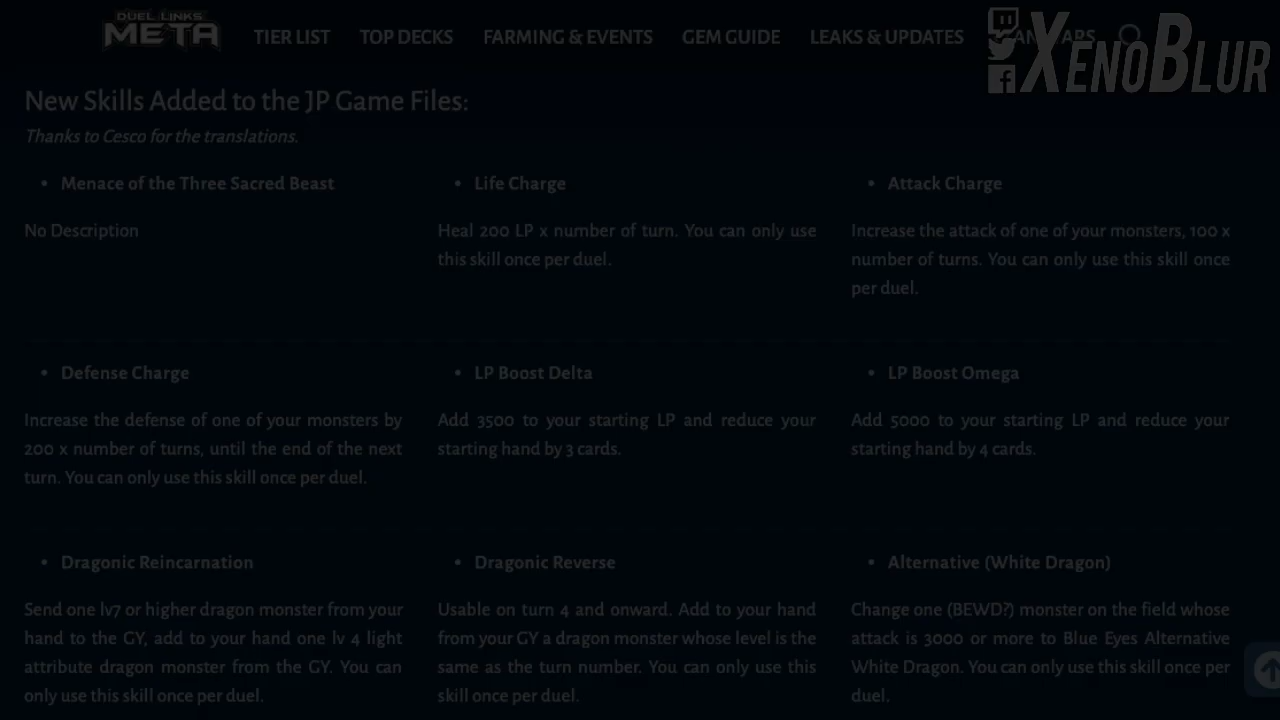 DUEL LINKS
META
TIER LIST TOP DECKS FARMING & EVENTS GEM GUIDE LEAKS & UPDATES
XENOBLUR
New Skills Added to the JP Game Files:
Thanks to Cesco for the translations.
• Menace of the Three Sacred Beast
No Description
• Life Charge
Heal 200 LP x number of turn. You can only use
this skill once per duel.
• Attack Charge
Increase the attack of one of your monsters, 100 x
number of turns. You can only use this skill once
per duel.
• Defense Charge
Increase the defense of one of your monsters by
200 x number of turns, until the end of the next
turn. You can only use this skill once per duel.
• LP Boost Delta
Add 3500 to your starting LP and reduce your
starting hand by 3 cards.
• LP Boost Omega
Add 5000 to your starting LP and reduce your
starting hand by 4 cards.
• Dragonic Reincarnation
Send one lv7 or higher dragon monster from your
hand to the GY, add to your hand one lv 4 light
attribute dragon monster from the GY. You can
only use this skill once per duel.
• Dragonic Reverse
Usable on turn 4 and onward. Add to your hand
from your GY a dragon monster whose level is the
same as the turn number. You can only use this
skill once per duel.
• Alternative (White Dragon)
Change one (BEWD?) monster on the field whose
attack is 3000 or more to Blue Eyes Alternative
White Dragon. You can only use this skill once per
duel.